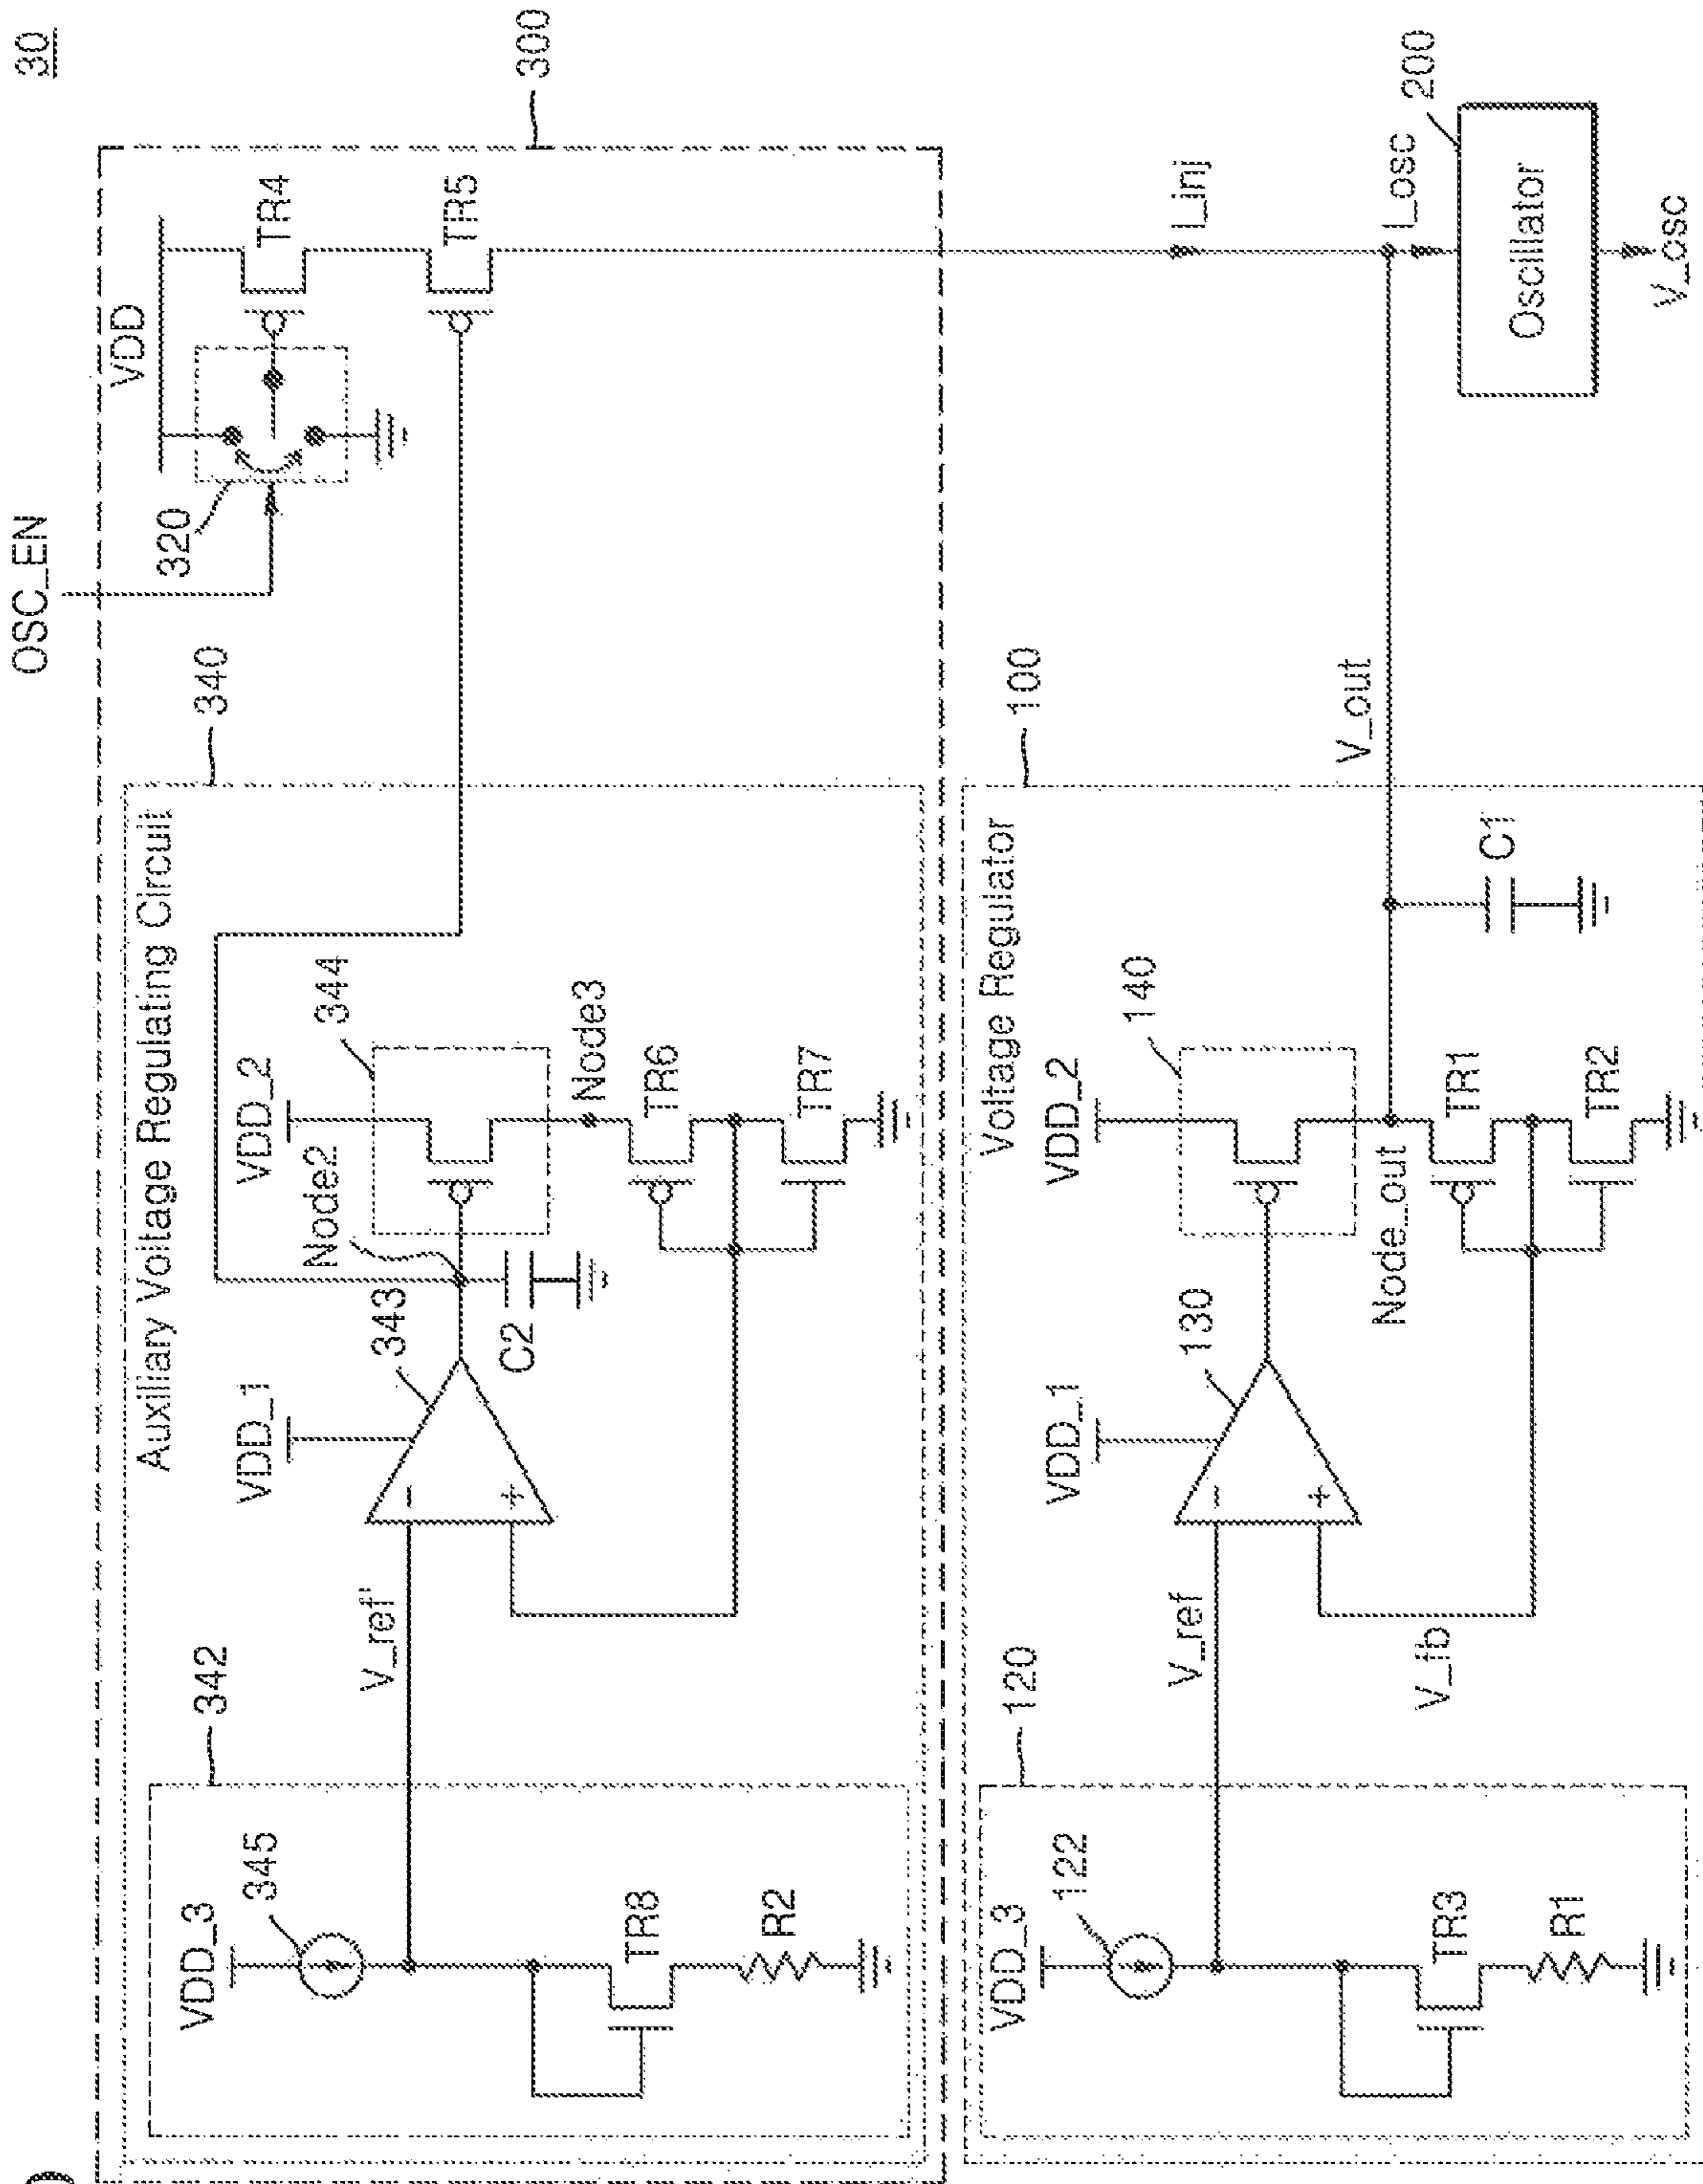 30
OSC_EN
300
VDD
320
TR4
TR5
340
Auxiliary Voltage Regulating Circuit
342
VDD_3
345
V_ref'
TR8
R2
VDD_1
343
Node2
C2
VDD_2
344
Node3
TR6
TR7
-
+
I_inj
100
Voltage Regulator
120
VDD_3
122
V_ref
TR3
R1
V_fb
VDD_1
130
-
+
VDD_2
140
Node_out
TR1
TR2
C1
V_out
I_osc
200
Oscillator
V_osc